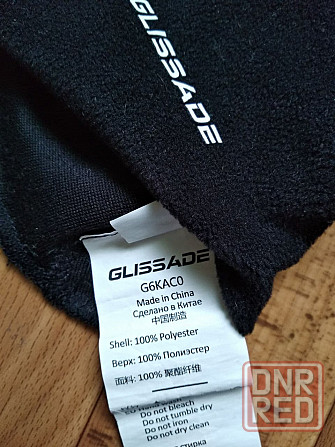 GLISSADE
GLISSADE
G6KAC0
Made in China
Сделано в Китае
中国制造
Shell: 100% Polyester
Верх: 100% Полиэстер
面料: 100% 聚酯纤维
Do not bleach
Do not tumble dry
Do not iron
Do not dry clean
DNR
RED